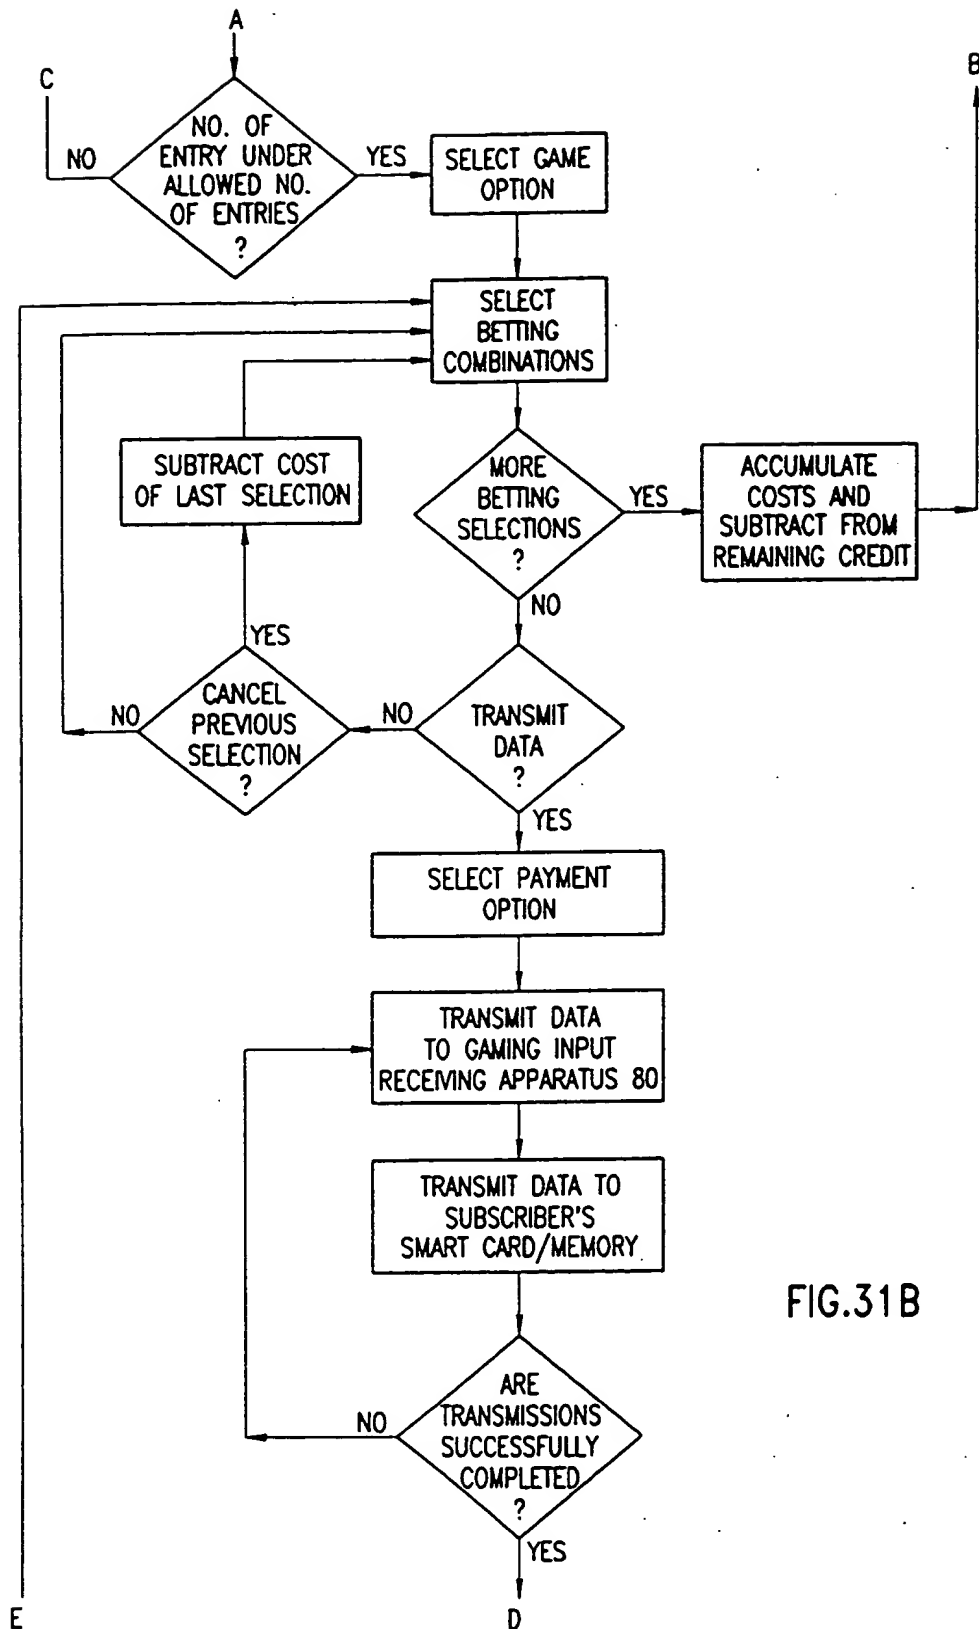 A
C
B
NO. OF
ENTRY UNDER
ALLOWED NO.
OF ENTRIES
?
NO
YES
SELECT GAME
OPTION
SELECT
BETTING
COMBINATIONS
SUBTRACT COST
OF LAST SELECTION
MORE
BETTING
SELECTIONS
?
YES
ACCUMULATE
COSTS AND
SUBTRACT FROM
REMAINING CREDIT
NO
YES
CANCEL
PREVIOUS
SELECTION
?
NO
NO
TRANSMIT
DATA
?
YES
SELECT PAYMENT
OPTION
TRANSMIT DATA
TO GAMING INPUT
RECEIVING APPARATUS 80
TRANSMIT DATA TO
SUBSCRIBER'S
SMART CARD/MEMORY
FIG.31B
ARE
TRANSMISSIONS
SUCCESSFULLY
COMPLETED
?
NO
YES
E
D